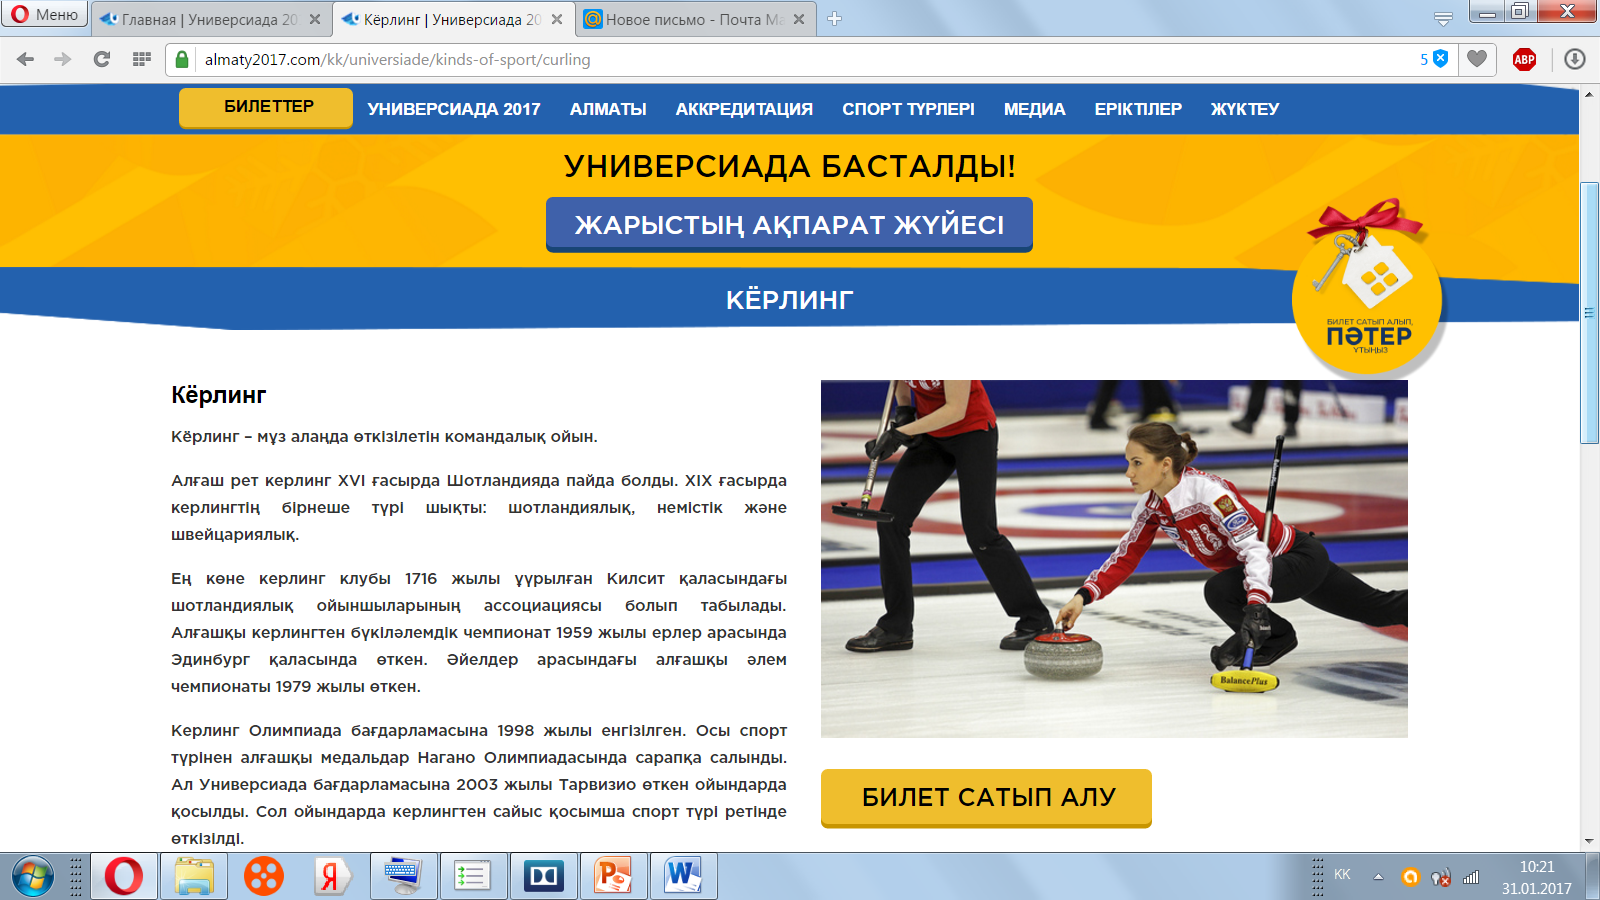 Меню
Главная | Универсиада 20
Кёрлинг | Универсиада 20
Новое письмо - Почта Ma
almaty2017.com/kk/universiade/kinds-of-sport/curling
5
ABP
БИЛЕТТЕР
УНИВЕРСИАДА 2017
АЛМАТЫ
АККРЕДИТАЦИЯ
СПОРТ ТҮРЛЕРІ
МЕДИА
ЕРІКТІЛЕР
ЖҮКТЕУ
УНИВЕРСИАДА БАСТАЛДЫ!
ЖАРЫСТЫҢ АҚПАРАТ ЖҮЙЕСІ
КЁРЛИНГ
БИЛЕТ САТЫП АЛЫП,
ПӘТЕР
ҰТЫҢЫЗ
Кёрлинг
Кёрлинг – мұз алаңда өткізілетін командалық ойын.
Алғаш рет керлинг XVI ғасырда Шотландияда пайда болды. XIX ғасырда
керлингтің бірнеше түрі шықты: шотландиялық, немістік және
швейцариялық.
Ең көне керлинг клубы 1716 жылы ұүрылған Килсит қаласындағы
шотландиялық ойыншыларының ассоциациясы болып табылады.
Алғашқы керлингтен бүкіләлемдік чемпионат 1959 жылы ерлер арасында
Эдинбург қаласында өткен. Әйелдер арасындағы алғашқы әлем
чемпионаты 1979 жылы өткен.
Керлинг Олимпиада бағдарламасына 1998 жылы енгізілген. Осы спорт
түрінен алғашқы медальдар Нагано Олимпиадасында сарапқа салынды.
Ал Универсиада бағдарламасына 2003 жылы Тарвизио өткен ойындарда
қосылды. Сол ойындарда керлингтен сайыс қосымша спорт түрі ретінде
өткізілді.
BalancePlus
БИЛЕТ САТЫП АЛУ
KK
10:21
31.01.2017